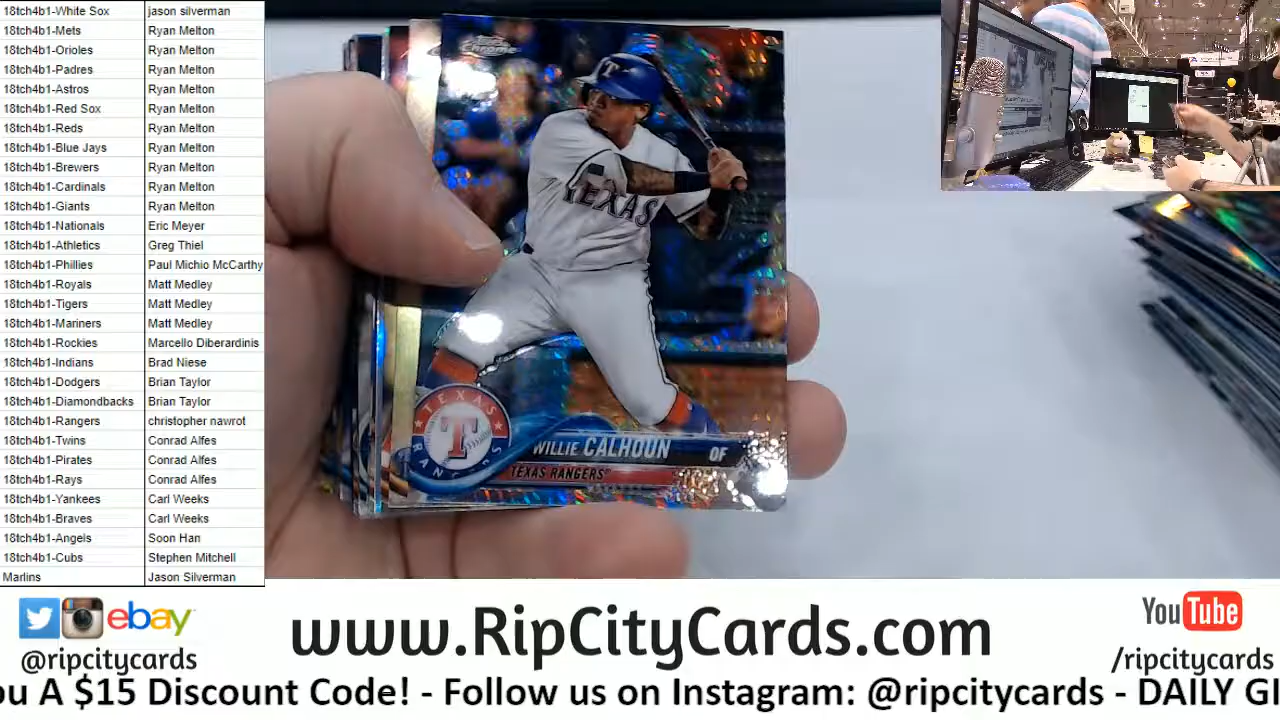 18tch4b1-White Sox jason silverman
18tch4b1-Mets Ryan Melton
18tch4b1-Orioles Ryan Melton
18tch4b1-Padres Ryan Melton
18tch4b1-Astros Ryan Melton
18tch4b1-Red Sox Ryan Melton
18tch4b1-Reds Ryan Melton
18tch4b1-Blue Jays Ryan Melton
18tch4b1-Brewers Ryan Melton
18tch4b1-Cardinals Ryan Melton
18tch4b1-Giants Ryan Melton
18tch4b1-Nationals Eric Meyer
18tch4b1-Athletics Greg Thiel
18tch4b1-Phillies Paul Michio McCarthy
18tch4b1-Royals Matt Medley
18tch4b1-Tigers Matt Medley
18tch4b1-Mariners Matt Medley
18tch4b1-Rockies Marcello Diberardinis
18tch4b1-Indians Brad Niese
18tch4b1-Dodgers Brian Taylor
18tch4b1-Diamondbacks Brian Taylor
18tch4b1-Rangers christopher nawrot
18tch4b1-Twins Conrad Alfes
18tch4b1-Pirates Conrad Alfes
18tch4b1-Rays Conrad Alfes
18tch4b1-Yankees Carl Weeks
18tch4b1-Braves Carl Weeks
18tch4b1-Angels Soon Han
18tch4b1-Cubs Stephen Mitchell
Marlins Jason Silverman
Chrome
T
TEXAS
TEXAS
T
RANGERS
WILLIE CALHOUN OF
TEXAS RANGERS
ebay
@ripcitycards
www.RipCityCards.com
YouTube
/ripcitycards
ou A $15 Discount Code! - Follow us on Instagram: @ripcitycards - DAILY GI